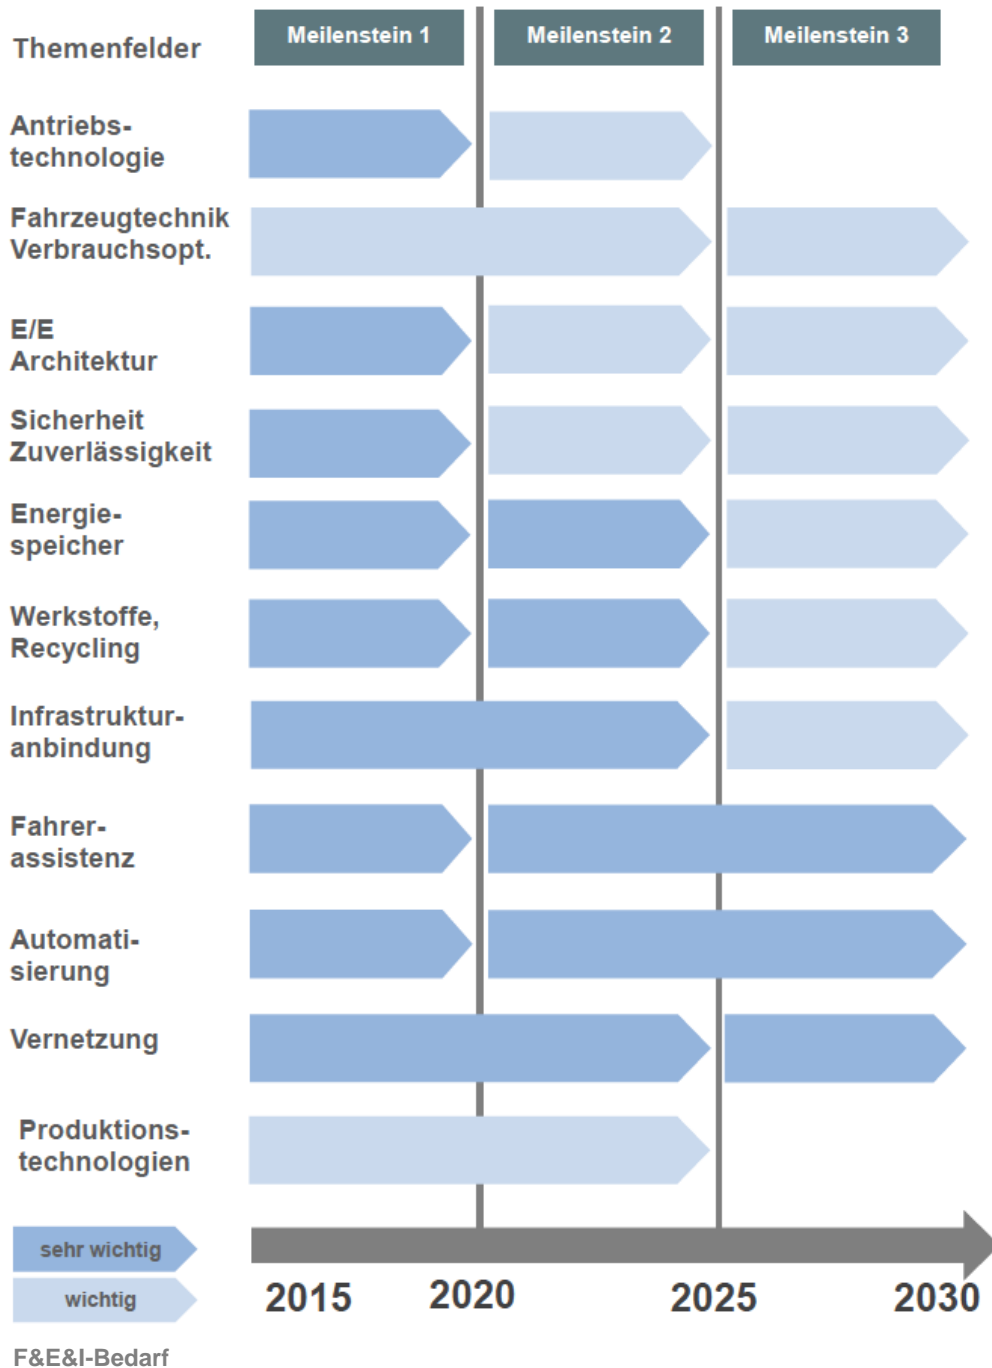 Themenfelder
Meilenstein 1
Meilenstein 2
Meilenstein 3
Antriebs-
technologie
Fahrzeugtechnik
Verbrauchsopt.
E/E
Architektur
Sicherheit
Zuverlässigkeit
Energie-
speicher
Werkstoffe,
Recycling
Infrastruktur-
anbindung
Fahrer-
assistenz
Automati-
sierung
Vernetzung
Produktions-
technologien
sehr wichtig
wichtig
2015
2020
2025
2030
F&E&I-Bedarf